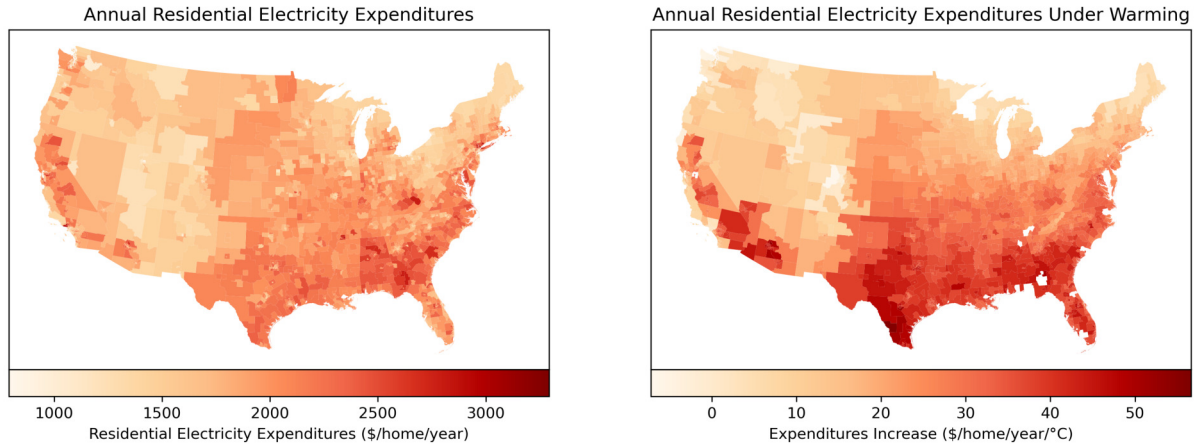 Annual Residential Electricity Expenditures
1000 1500 2000 2500 3000
Residential Electricity Expenditures ($/home/year)
Annual Residential Electricity Expenditures Under Warming
0 10 20 30 40 50
Expenditures Increase ($/home/year/°C)